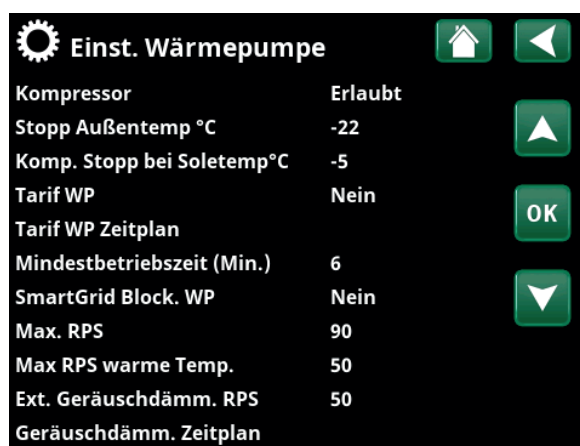 Einst. Wärmepumpe
Kompressor Erlaubt
Stopp Außentemp °C -22
Komp. Stopp bei Soletemp°C -5
Tarif WP Nein
Tarif WP Zeitplan
OK
Mindestbetriebszeit (Min.) 6
SmartGrid Block. WP Nein
Max. RPS 90
Max RPS warme Temp. 50
Ext. Geräuschdämm. RPS 50
Geräuschdämm. Zeitplan